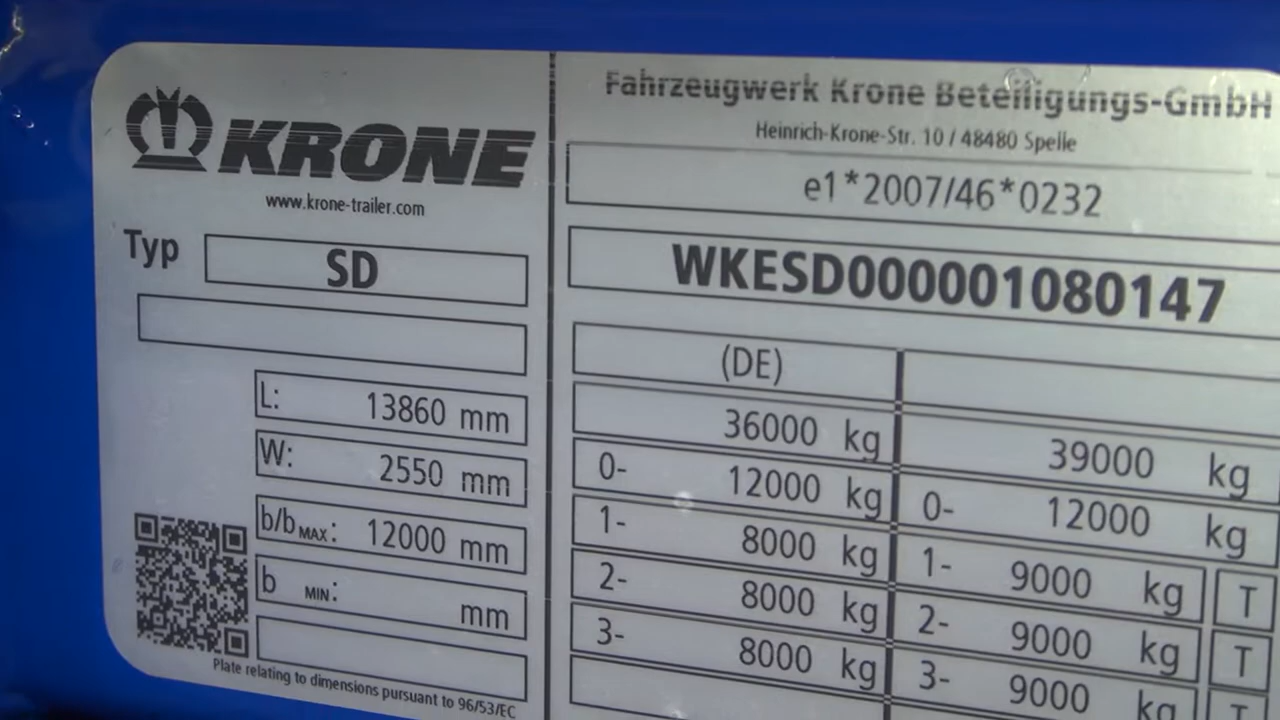 KRONE
www.krone-trailer.com
Typ SD
L: 13860 mm
W: 2550 mm
b/b MAX: 12000 mm
b MIN: mm
Plate relating to dimensions pursuant to 96/53/EC
Fahrzeugwerk Krone Beteiligungs-GmbH
Heinrich-Krone-Str. 10 / 48480 Spelle
e1*2007/46*0232
WKESD000001080147
(DE)
36000 kg 39000 kg
0- 12000 kg 0- 12000 kg
1- 8000 kg 1- 9000 kg T
2- 8000 kg 2- 9000 kg T
3- 8000 kg 3- 9000 kg T